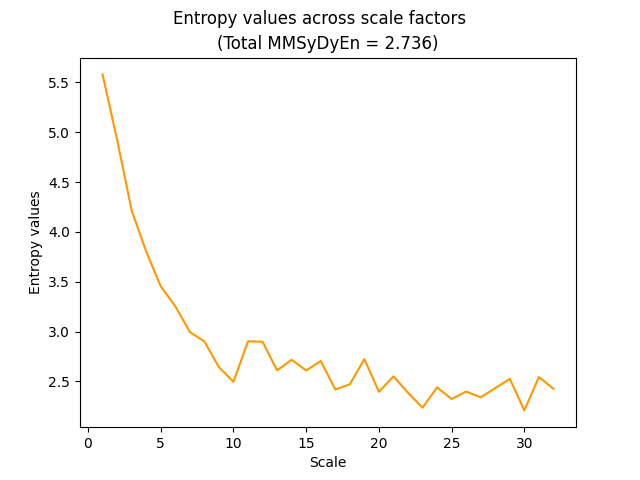 Entropy values across scale factors
(Total MMSyDyEn = 2.736)
Entropy values
5.5
5.0
4.5
4.0
3.5
3.0
2.5
0 5 10 15 20 25 30
Scale